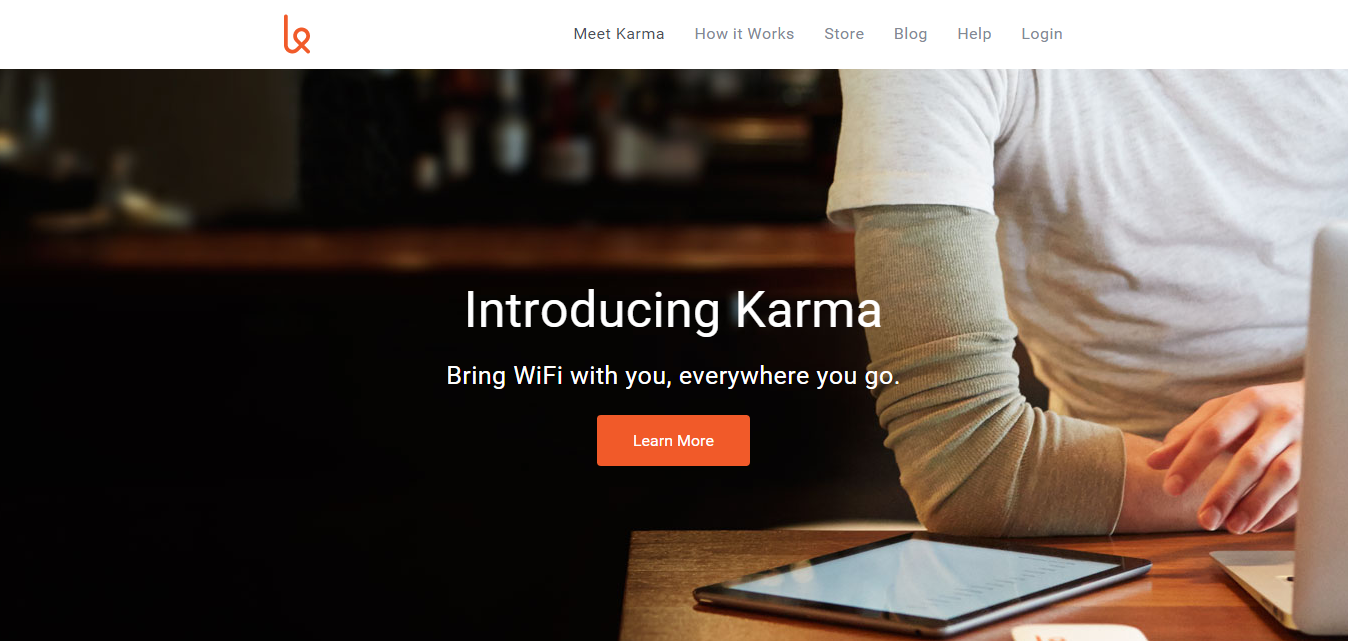 Meet Karma How it Works Store Blog Help Login
Introducing Karma
Bring WiFi with you, everywhere you go.
Learn More